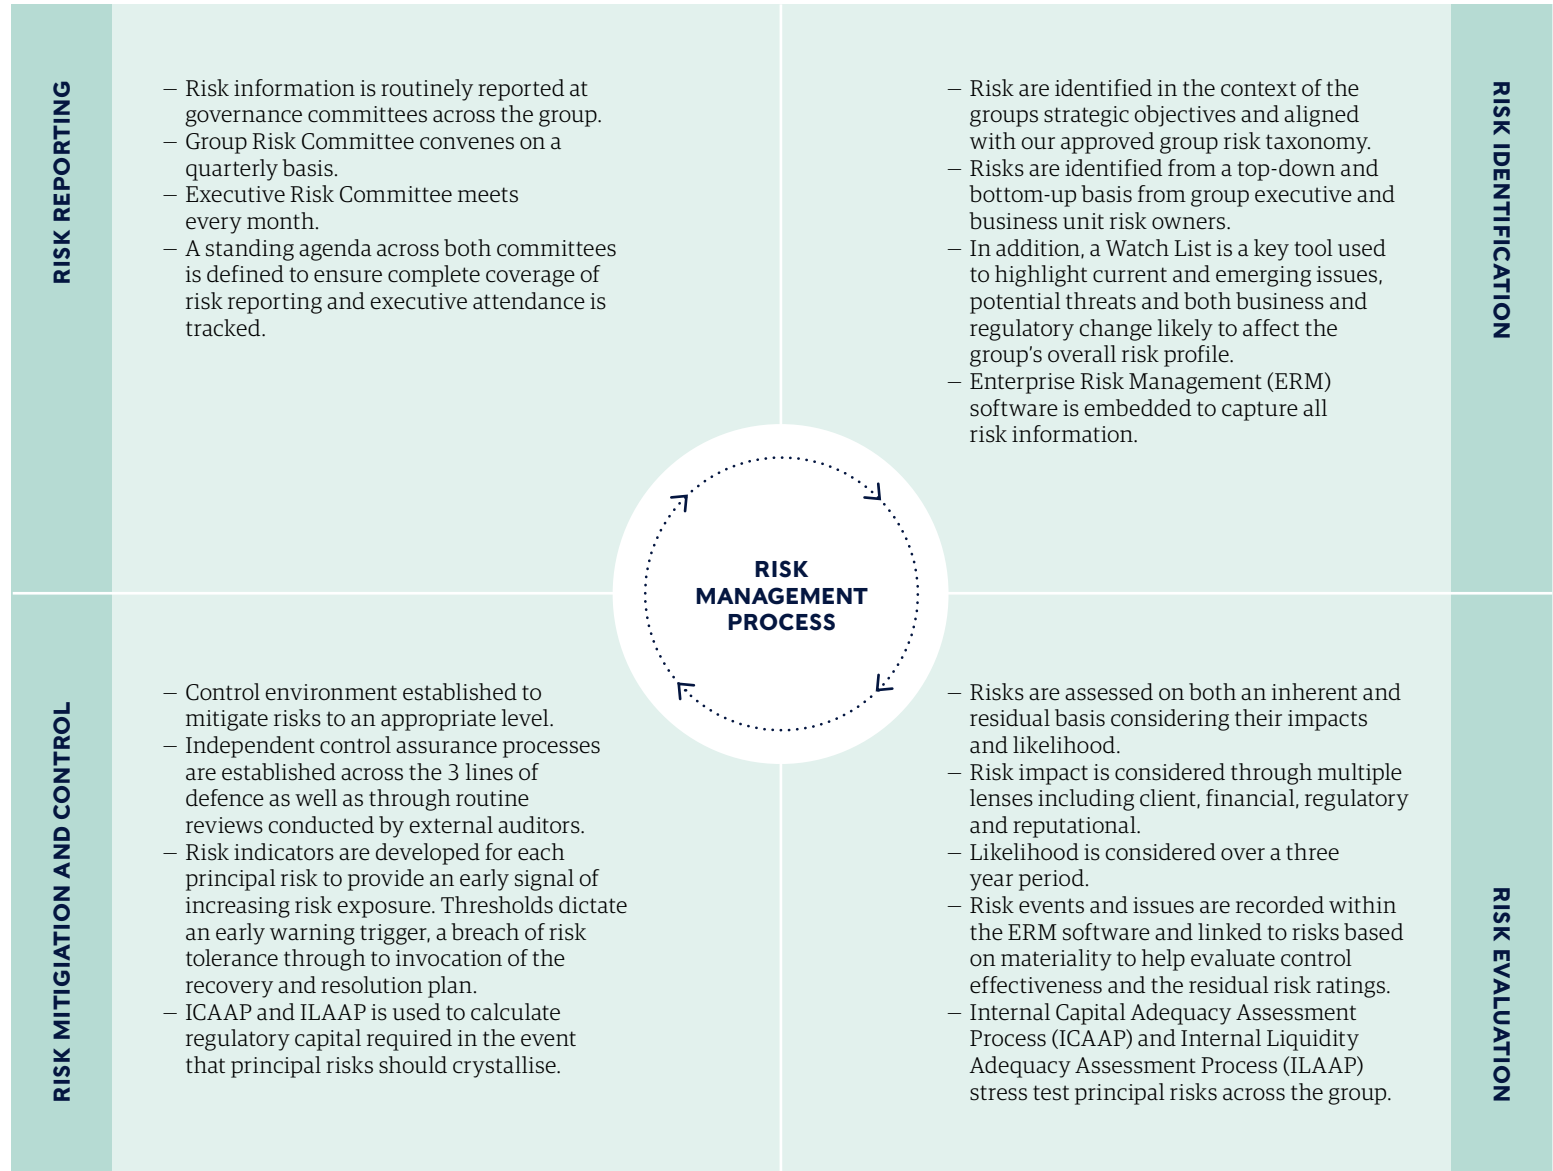 RISK REPORTING
— Risk information is routinely reported at
governance committees across the group.
— Group Risk Committee convenes on a
quarterly basis.
— Executive Risk Committee meets
every month.
— A standing agenda across both committees
is defined to ensure complete coverage of
risk reporting and executive attendance is
tracked.
RISK IDENTIFICATION
— Risk are identified in the context of the
groups strategic objectives and aligned
with our approved group risk taxonomy.
— Risks are identified from a top-down and
bottom-up basis from group executive and
business unit risk owners.
— In addition, a Watch List is a key tool used
to highlight current and emerging issues,
potential threats and both business and
regulatory change likely to affect the
group’s overall risk profile.
— Enterprise Risk Management (ERM)
software is embedded to capture all
risk information.
RISK
MANAGEMENT
PROCESS
RISK MITIGIATION AND CONTROL
— Control environment established to
mitigate risks to an appropriate level.
— Independent control assurance processes
are established across the 3 lines of
defence as well as through routine
reviews conducted by external auditors.
— Risk indicators are developed for each
principal risk to provide an early signal of
increasing risk exposure. Thresholds dictate
an early warning trigger, a breach of risk
tolerance through to invocation of the
recovery and resolution plan.
— ICAAP and ILAAP is used to calculate
regulatory capital required in the event
that principal risks should crystallise.
RISK EVALUATION
— Risks are assessed on both an inherent and
residual basis considering their impacts
and likelihood.
— Risk impact is considered through multiple
lenses including client, financial, regulatory
and reputational.
— Likelihood is considered over a three
year period.
— Risk events and issues are recorded within
the ERM software and linked to risks based
on materiality to help evaluate control
effectiveness and the residual risk ratings.
— Internal Capital Adequacy Assessment
Process (ICAAP) and Internal Liquidity
Adequacy Assessment Process (ILAAP)
stress test principal risks across the group.